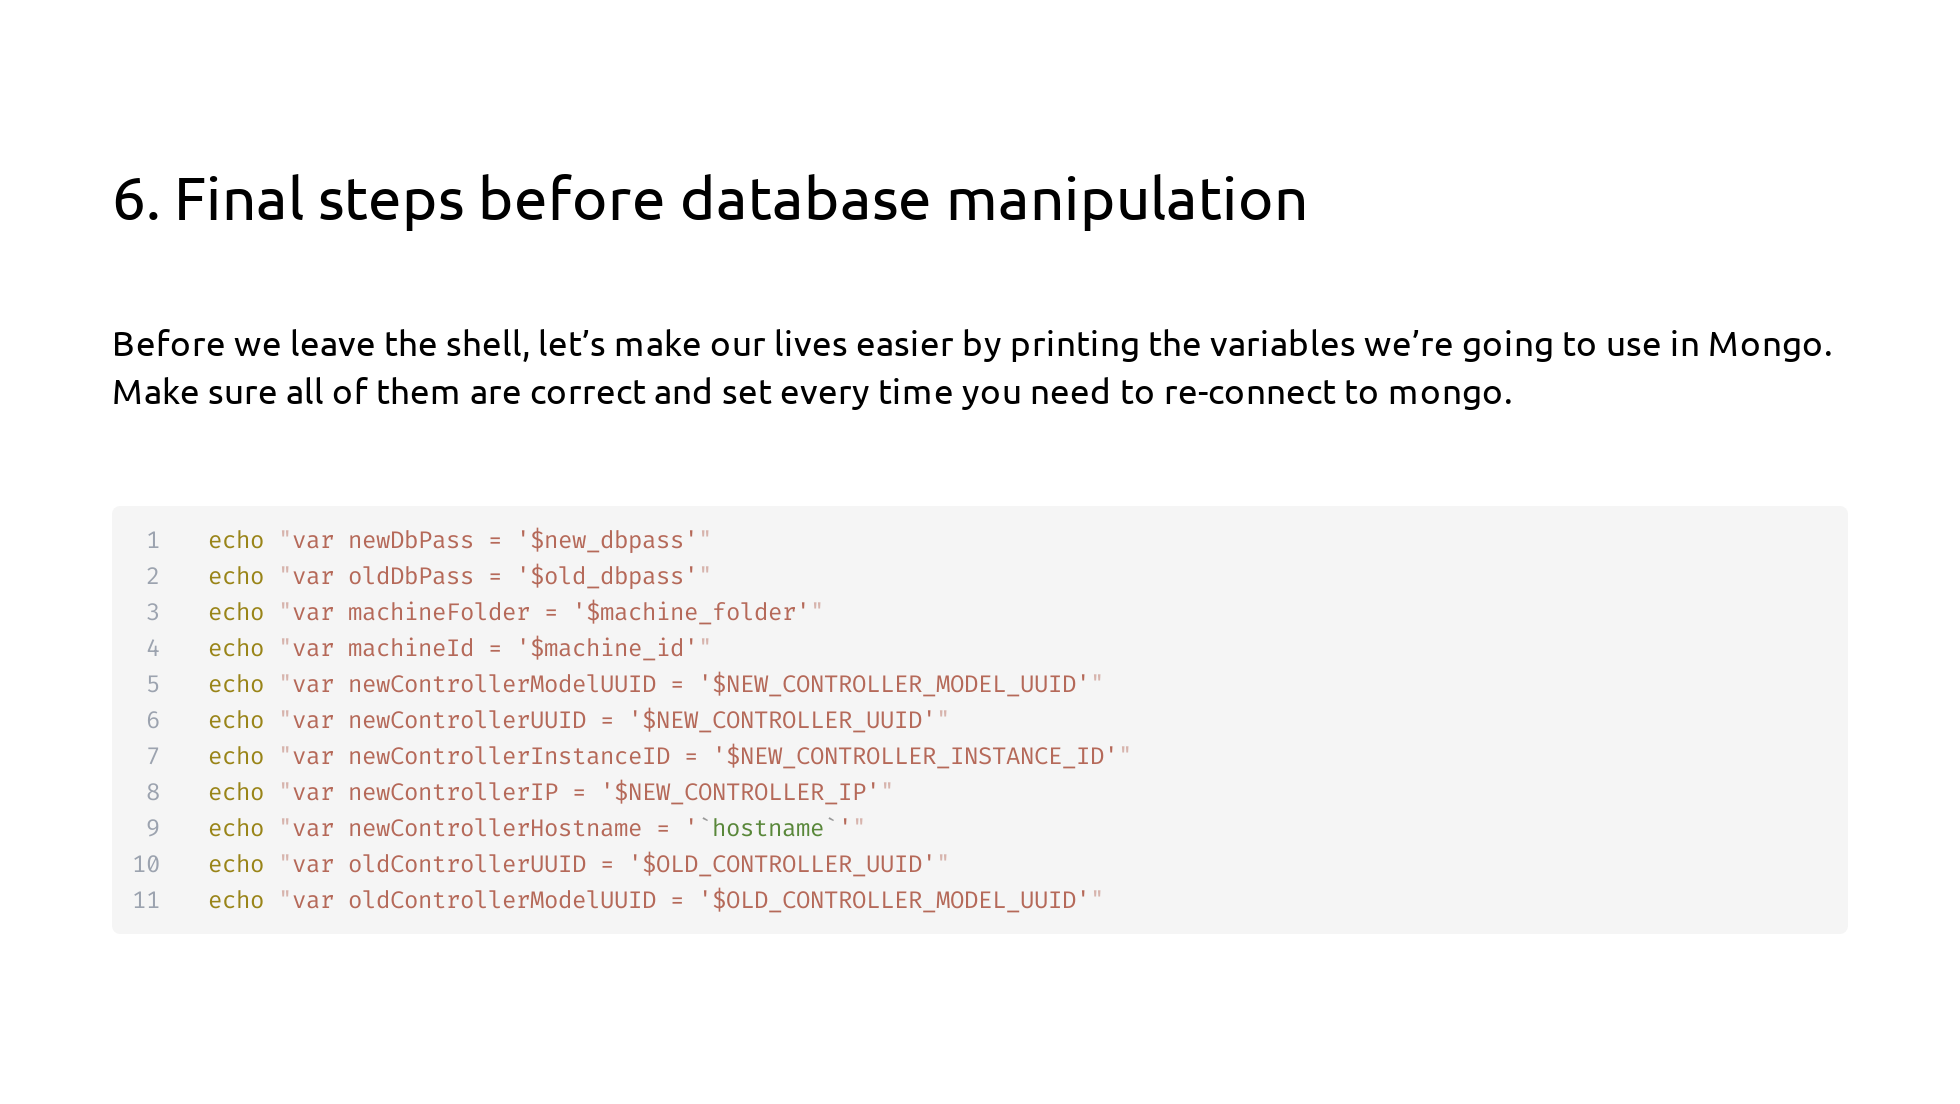 6. Final steps before database manipulation
Before we leave the shell, let’s make our lives easier by printing the variables we’re going to use in Mongo.
Make sure all of them are correct and set every time you need to re-connect to mongo.
1 echo "var newDbPass = '$new_dbpass'"
2 echo "var oldDbPass = '$old_dbpass'"
3 echo "var machineFolder = '$machine_folder'"
4 echo "var machineId = '$machine_id'"
5 echo "var newControllerModelUUID = '$NEW_CONTROLLER_MODEL_UUID'"
6 echo "var newControllerUUID = '$NEW_CONTROLLER_UUID'"
7 echo "var newControllerInstanceID = '$NEW_CONTROLLER_INSTANCE_ID'"
8 echo "var newControllerIP = '$NEW_CONTROLLER_IP'"
9 echo "var newControllerHostname = '`hostname`'"
10 echo "var oldControllerUUID = '$OLD_CONTROLLER_UUID'"
11 echo "var oldControllerModelUUID = '$OLD_CONTROLLER_MODEL_UUID'"